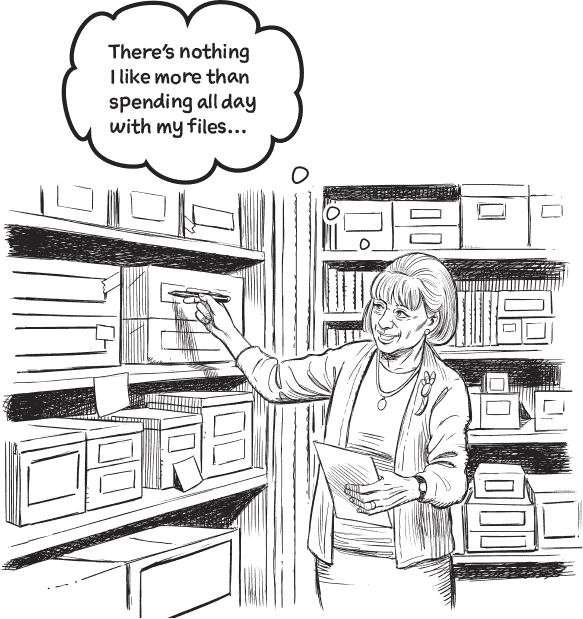 There's nothing
I like more than
spending all day
with my files...